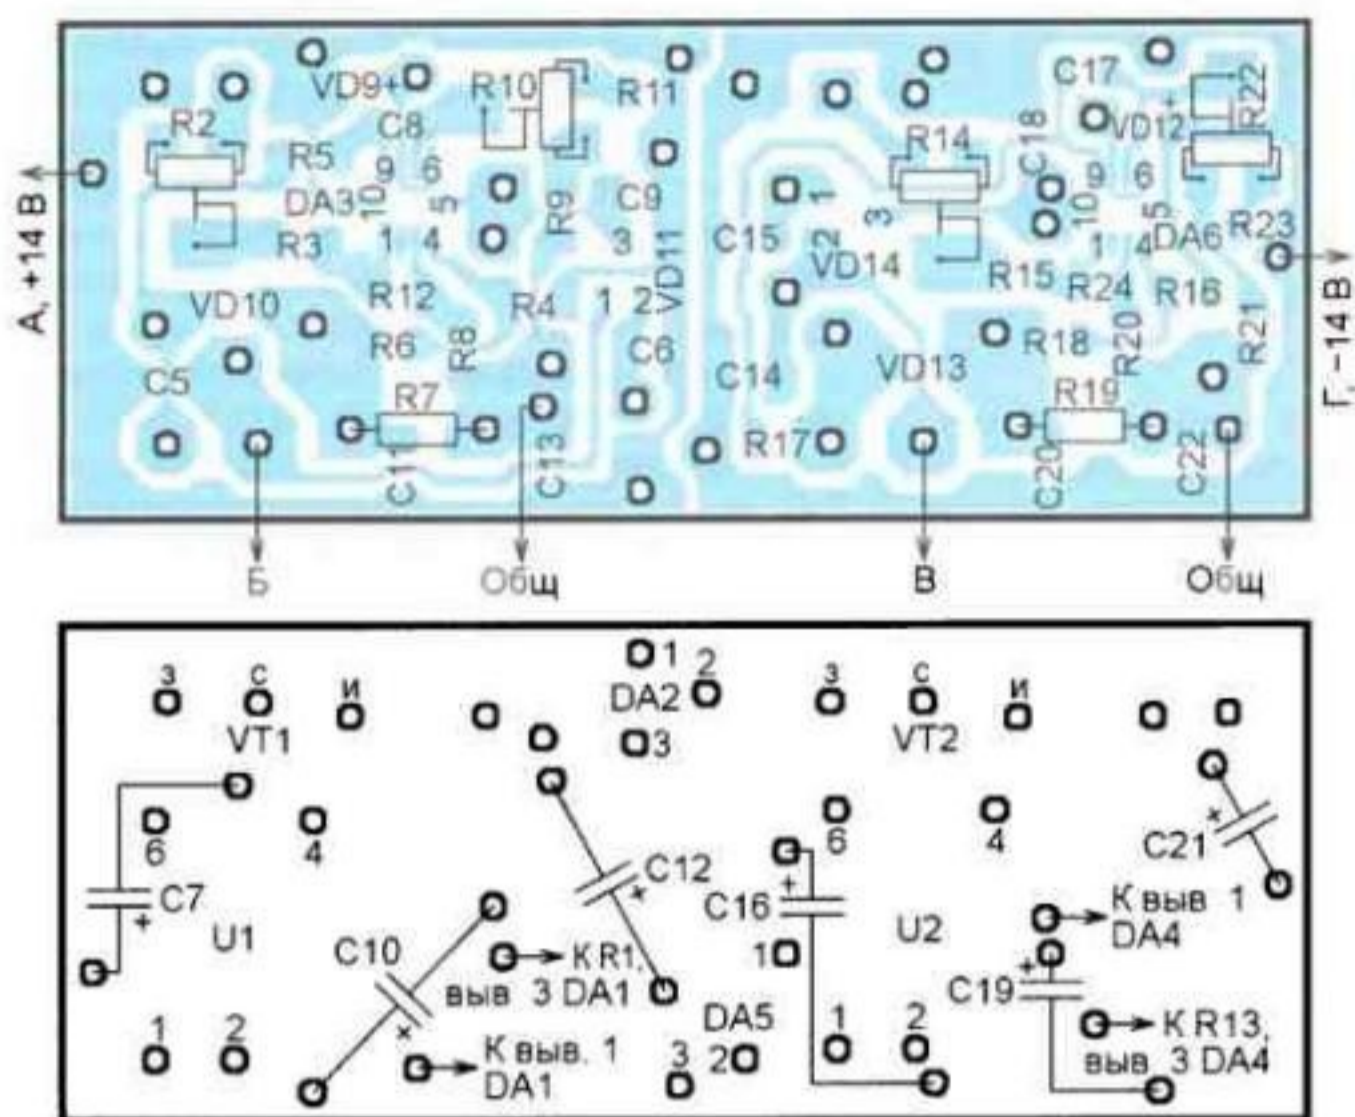 А, +14 В
VD9+
R10
R11
R2
C8
R5
9
6
DA3
10
5
R9
C9
R3
1
4
3
VD11
VD10
R12
R4
1
2
R6
R8
C6
C5
R7
C11
C13
C17
R22
R14
C18
VD12
+
9
6
1
3
10
5
C15
2
1
4
DA6
R23
VD14
R15
R24
R16
R18
R20
R21
C14
VD13
R19
R17
C20
C22
Г, −14 В
Б
Общ
В
Общ
з
с
и
VT1
1
2
DA2
3
з
с
и
VT2
6
4
C7
+
U1
C10
+
C12
+
К R1,
выв 3 DA1
К выв. 1
DA1
1
2
6
4
C16
+
U2
1
DA5
3
2
1
2
C21
+
К выв 1
DA4
C19
+
К R13,
выв 3 DA4